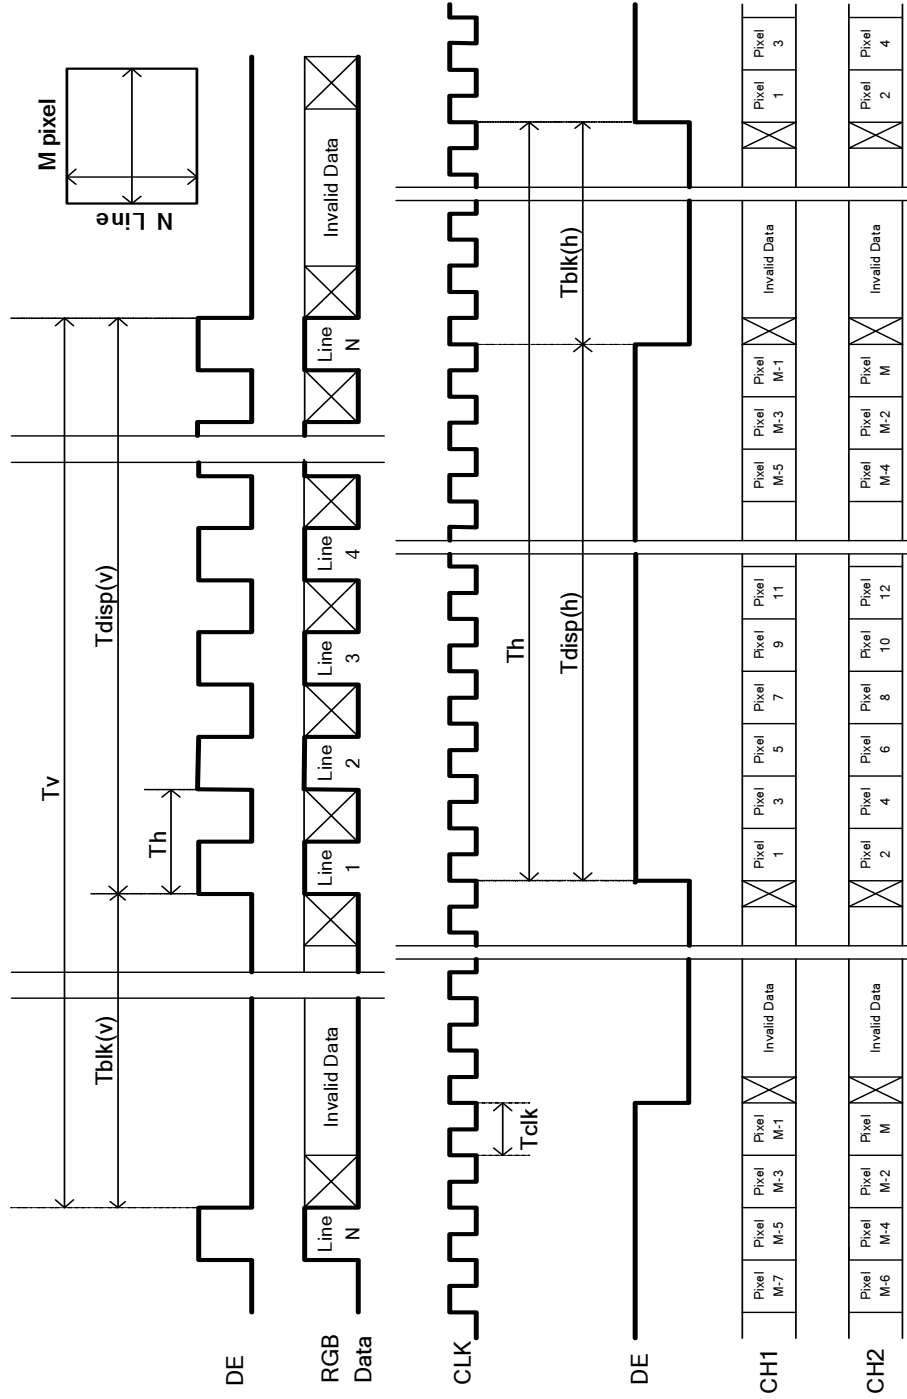 M pixel
N Line
Tv
Tblk(v)
Tdisp(v)
Th
DE
RGB
Data
Line
N
Invalid Data
Line
1
Line
2
Line
3
Line
4
Line
N
Invalid Data
CLK
Tclk
Th
Tdisp(h)
Tblk(h)
DE
CH1
Pixel
M-7
Pixel
M-5
Pixel
M-3
Pixel
M-1
Invalid Data
Pixel
1
Pixel
3
Pixel
5
Pixel
7
Pixel
9
Pixel
11
Pixel
M-5
Pixel
M-3
Pixel
M-1
Invalid Data
Pixel
1
Pixel
3
CH2
Pixel
M-6
Pixel
M-4
Pixel
M-2
Pixel
M
Invalid Data
Pixel
2
Pixel
4
Pixel
6
Pixel
8
Pixel
10
Pixel
12
Pixel
M-4
Pixel
M-2
Pixel
M
Invalid Data
Pixel
2
Pixel
4